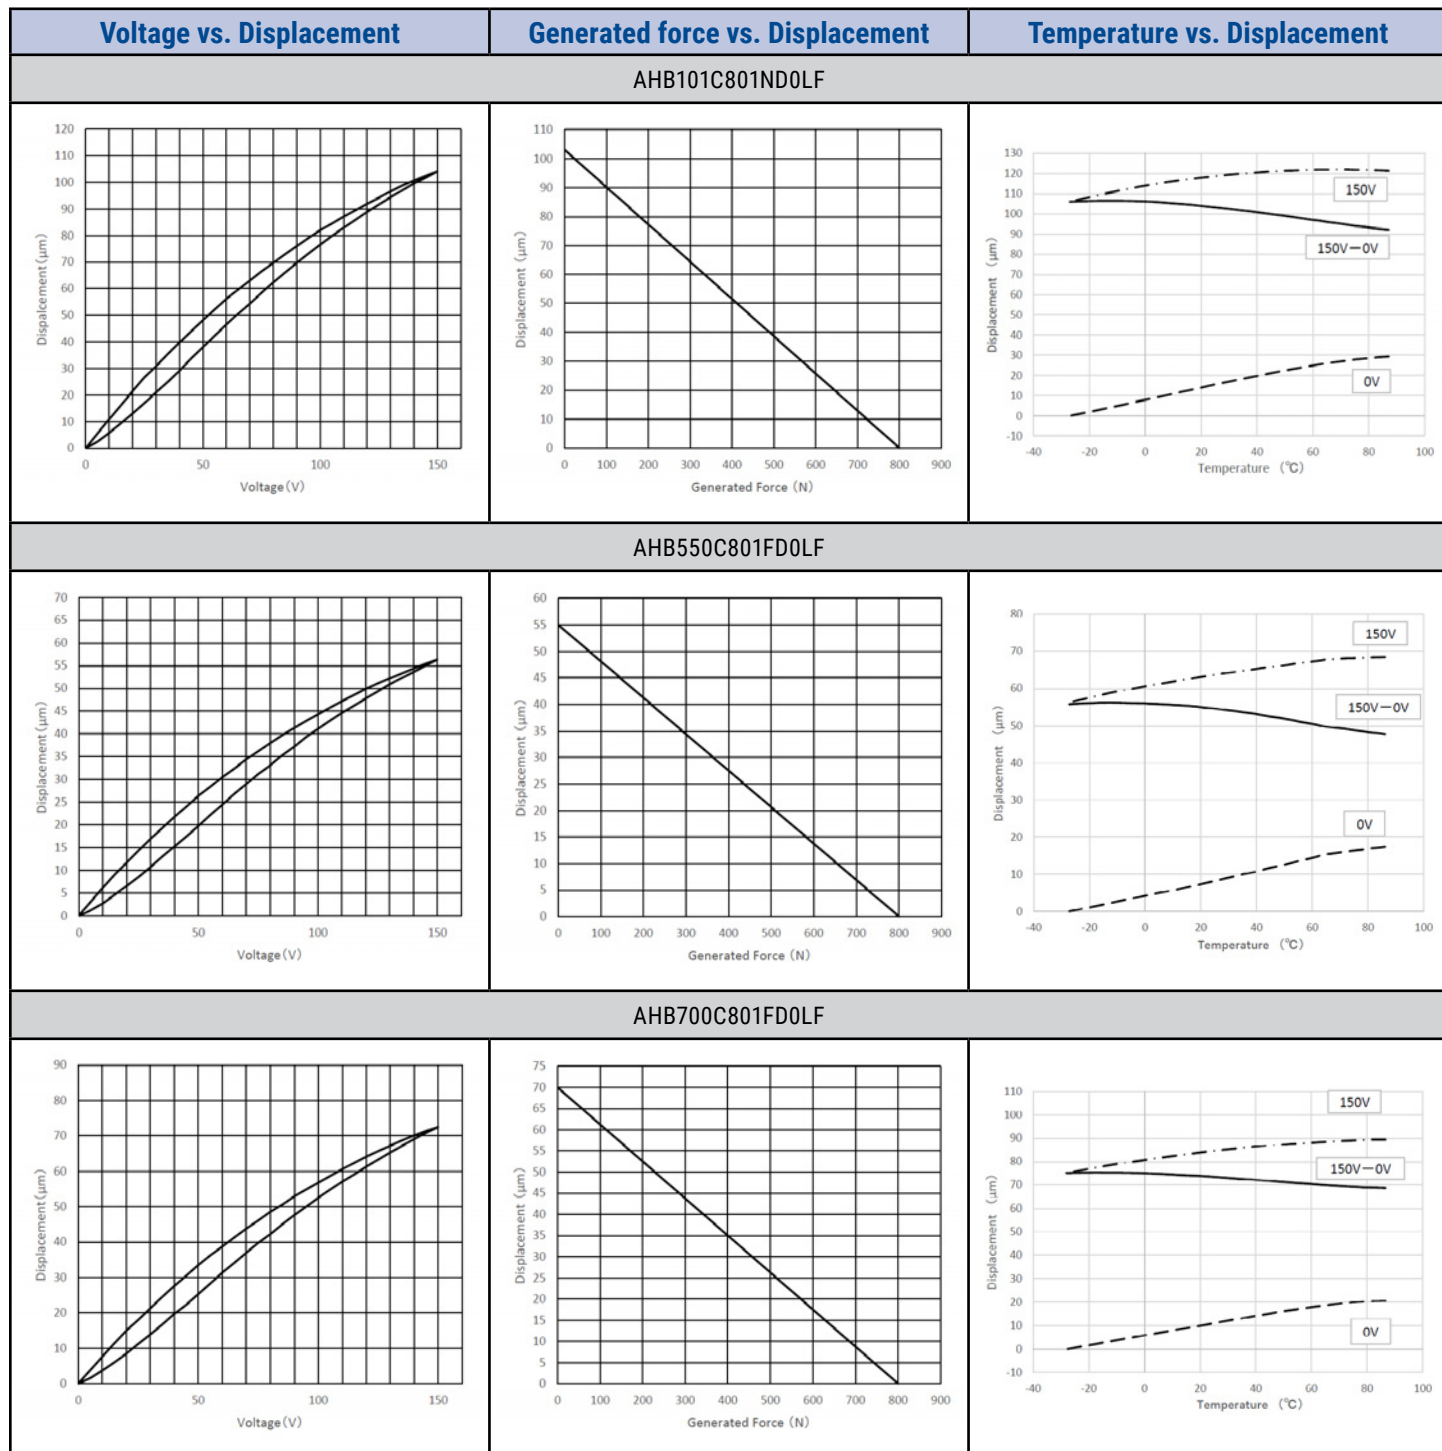 Voltage vs. Displacement Generated force vs. Displacement Temperature vs. Displacement
AHB101C801ND0LF
120
110
100
90
80
70
60
50
40
30
20
10
0
Dispalcement(μm)
0 50 100 150
Voltage(V)
110
100
90
80
70
60
50
40
30
20
10
0
Displacement(μm)
0 100 200 300 400 500 600 700 800 900
Generated Force (N)
130
120
110
100
90
80
70
60
50
40
30
20
10
0
-10
Displacement (μm)
150V
150V－0V
0V
-40 -20 0 20 40 60 80 100
Temperature (℃)
AHB550C801FD0LF
70
65
60
55
50
45
40
35
30
25
20
15
10
5
0
Displacement(μm)
0 50 100 150
Voltage(V)
60
55
50
45
40
35
30
25
20
15
10
5
0
Displacement(μm)
0 100 200 300 400 500 600 700 800 900
Generated Force (N)
80
70
60
50
40
30
20
10
0
Displacement (μm)
150V
150V－0V
0V
-40 -20 0 20 40 60 80 100
Temperature (℃)
AHB700C801FD0LF
90
80
70
60
50
40
30
20
10
0
Displacement(μm)
0 50 100 150
Voltage(V)
75
70
65
60
55
50
45
40
35
30
25
20
15
10
5
0
Displacement(μm)
0 100 200 300 400 500 600 700 800 900
Generated Force (N)
110
100
90
80
70
60
50
40
30
20
10
0
-10
Displacement (μm)
150V
150V－0V
0V
-40 -20 0 20 40 60 80 100
Temperature (℃)